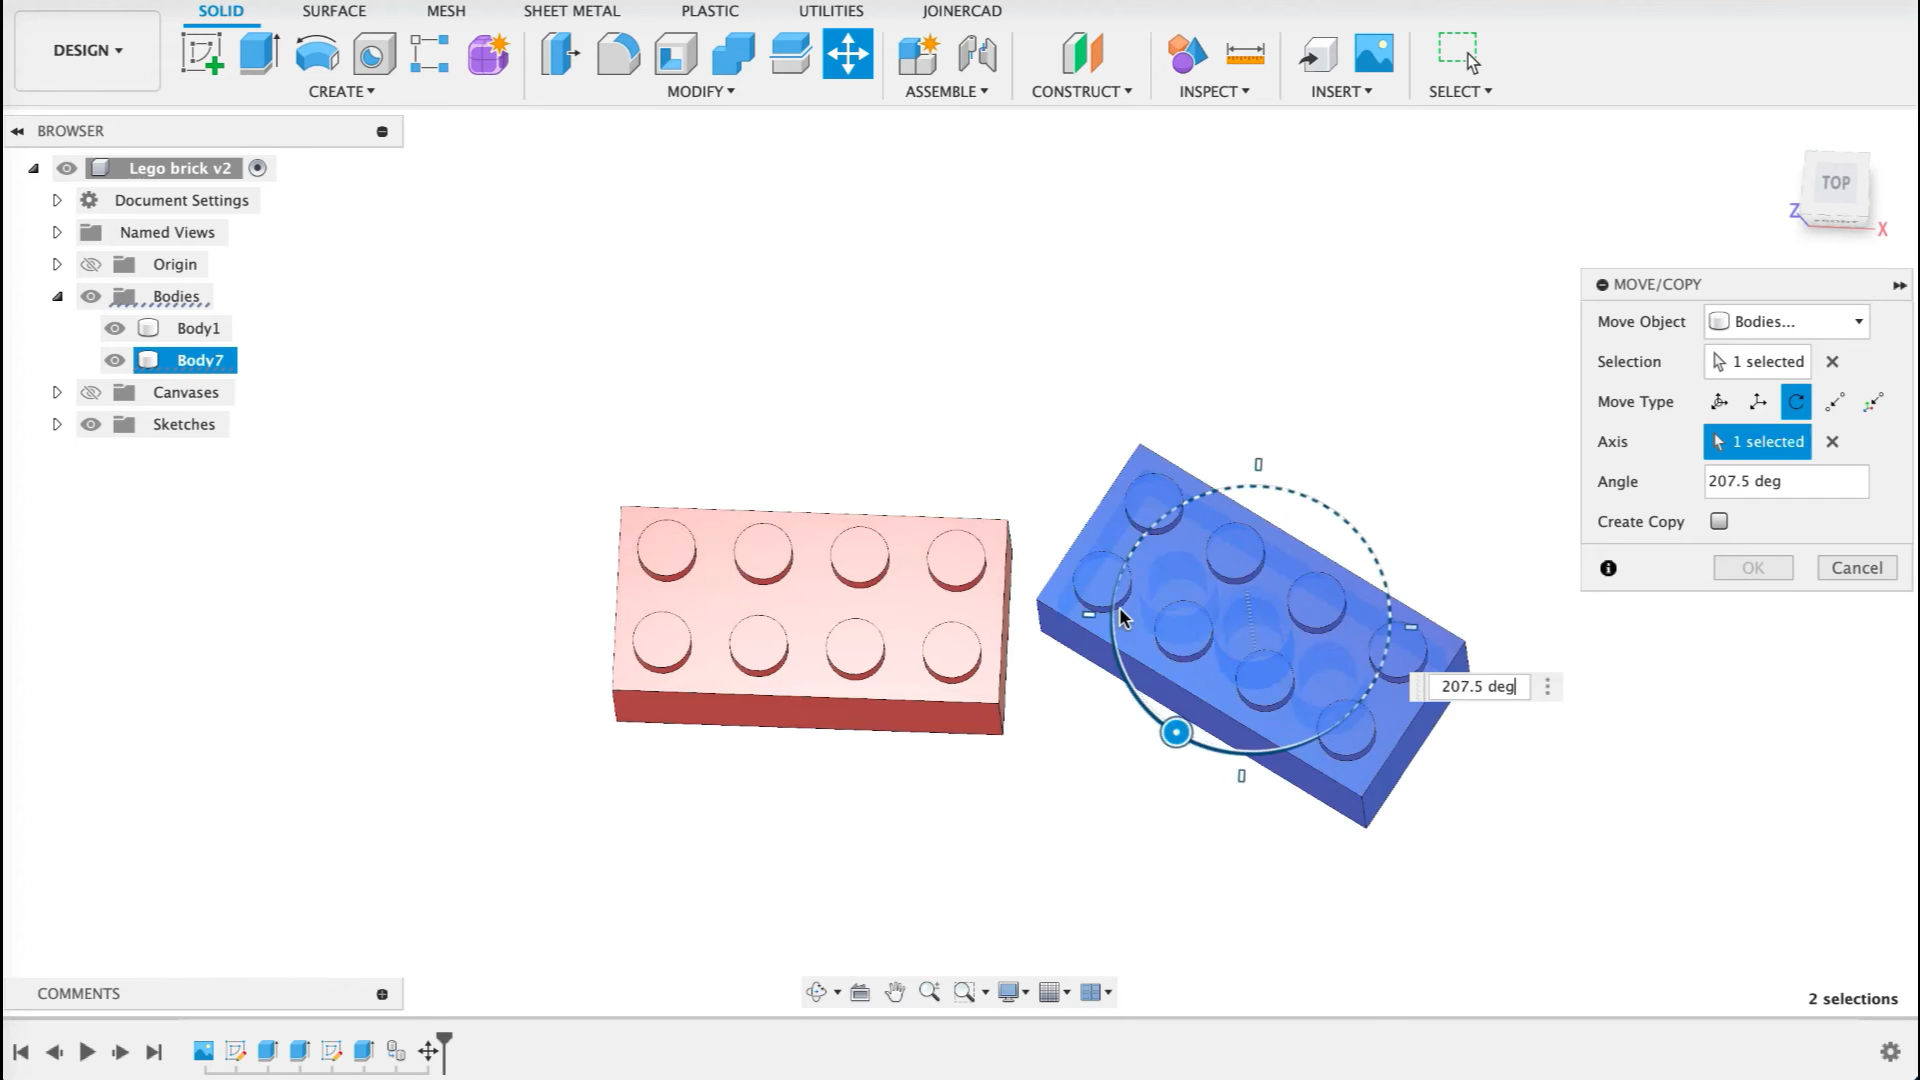 SOLID SURFACE MESH SHEET METAL PLASTIC UTILITIES JOINERCAD
DESIGN
CREATE MODIFY ASSEMBLE CONSTRUCT INSPECT INSERT SELECT
BROWSER
Lego brick v2
Document Settings
Named Views
Origin
Bodies
Body1
Body7
Canvases
Sketches
TOP
Z
X
MOVE/COPY
Move Object Bodies...
Selection 1 selected
Move Type
Axis 1 selected
Angle 207.5 deg
Create Copy
OK Cancel
207.5 deg
COMMENTS
2 selections